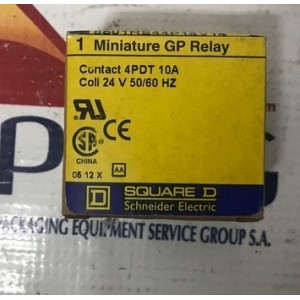 1 Miniature GP Relay
Contact 4PDT 10A
Coil 24 V 50/60 HZ
CHINA
05 12 X
AA
SQUARE D
Schneider Electric
PACKAGING EQUIPMENT SERVICE GROUP S.A.